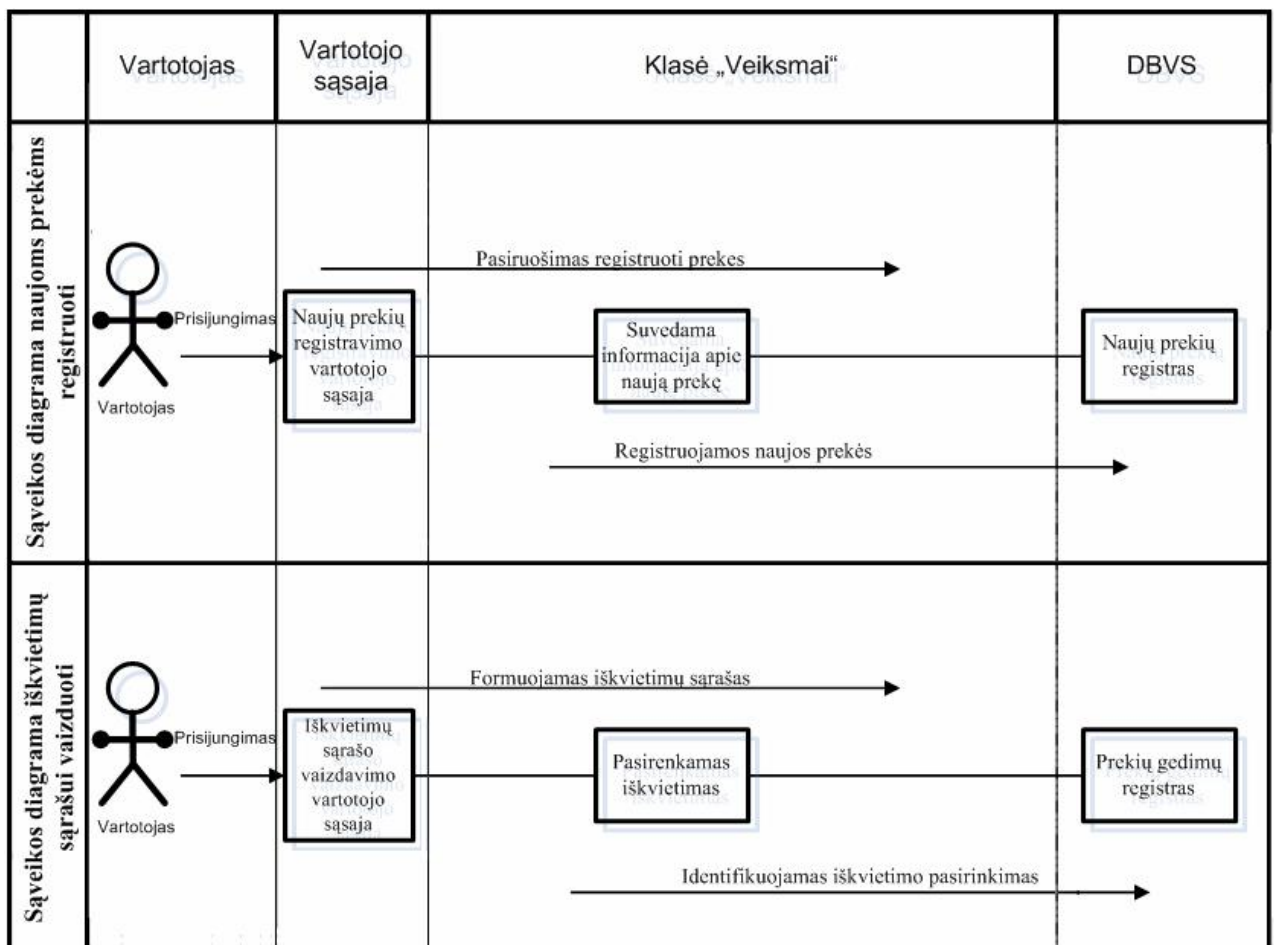 Vartotojas
Vartotojo
sąsaja
Klasė „Veiksmai“
DBVS
Sąveikos diagrama naujoms prekėms
registruoti
Pasiruošimas registruoti prekes
Prisijungimas
Vartotojas
Naujų prekių
registravimo
vartotojo
sąsaja
Suvedama
informacija apie
naują prekę
Naujų prekių
registras
Registruojamos naujos prekės
Sąveikos diagrama iškvietimų
sąrašui vaizduoti
Formuojamas iškvietimų sąrašas
Prisijungimas
Vartotojas
Iškvietimų
sąrašo
vaizdavimo
vartotojo
sąsaja
Pasirenkamas
iškvietimas
Prekių gedimų
registras
Identifikuojamas iškvietimo pasirinkimas